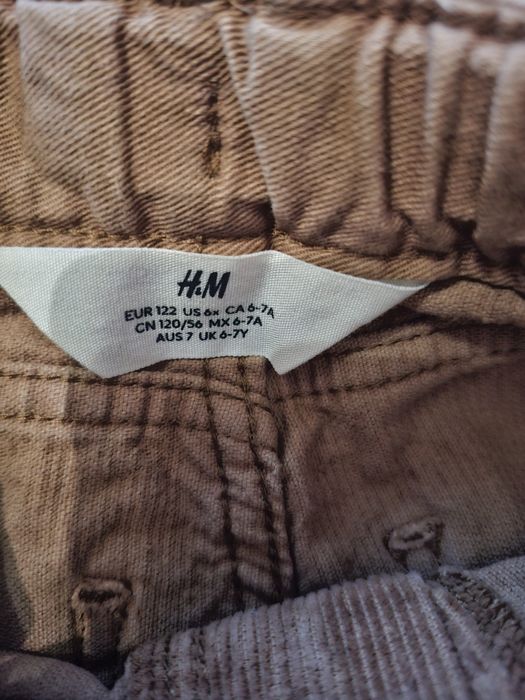 H&M
EUR 122 US 6x CA 6-7A
CN 120/56 MX 6-7A
AUS 7 UK 6-7Y